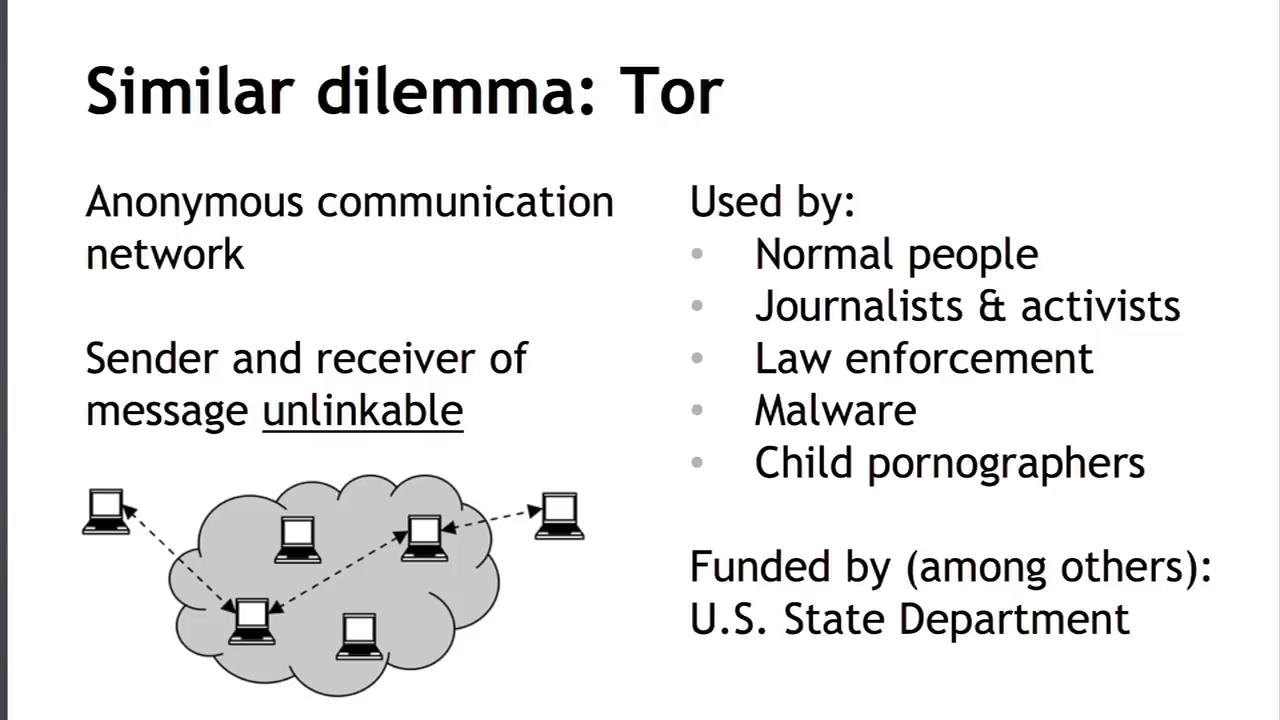 Similar dilemma: Tor
Anonymous communication
network
Sender and receiver of
message unlinkable
Used by:
• Normal people
• Journalists & activists
• Law enforcement
• Malware
• Child pornographers
Funded by (among others):
U.S. State Department